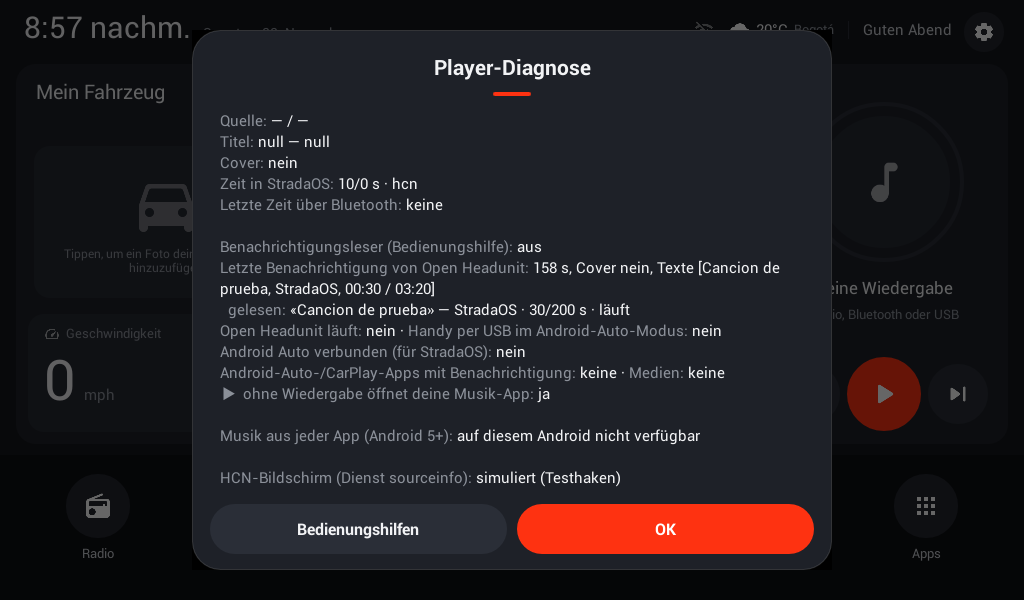 8:57 nachm.
20°C Bogotá
Guten Abend
Mein Fahrzeug
Tippen, um ein Foto
hinzuzufüge
Geschwindigkeit
0 mph
Player-Diagnose
Quelle: — / —
Titel: null — null
Cover: nein
Zeit in StradaOS: 10/0 s · hcn
Letzte Zeit über Bluetooth: keine
Benachrichtigungsleser (Bedienungshilfe): aus
Letzte Benachrichtigung von Open Headunit: 158 s, Cover nein, Texte [Cancion de
prueba, StradaOS, 00:30 / 03:20]
gelesen: «Cancion de prueba» — StradaOS · 30/200 s · läuft
Open Headunit läuft: nein · Handy per USB im Android-Auto-Modus: nein
Android Auto verbunden (für StradaOS): nein
Android-Auto-/CarPlay-Apps mit Benachrichtigung: keine · Medien: keine
▶ ohne Wiedergabe öffnet deine Musik-App: ja
Musik aus jeder App (Android 5+): auf diesem Android nicht verfügbar
HCN-Bildschirm (Dienst sourceinfo): simuliert (Testhaken)
Bedienungshilfen
OK
eine Wiedergabe
io, Bluetooth oder USB
Radio
Apps